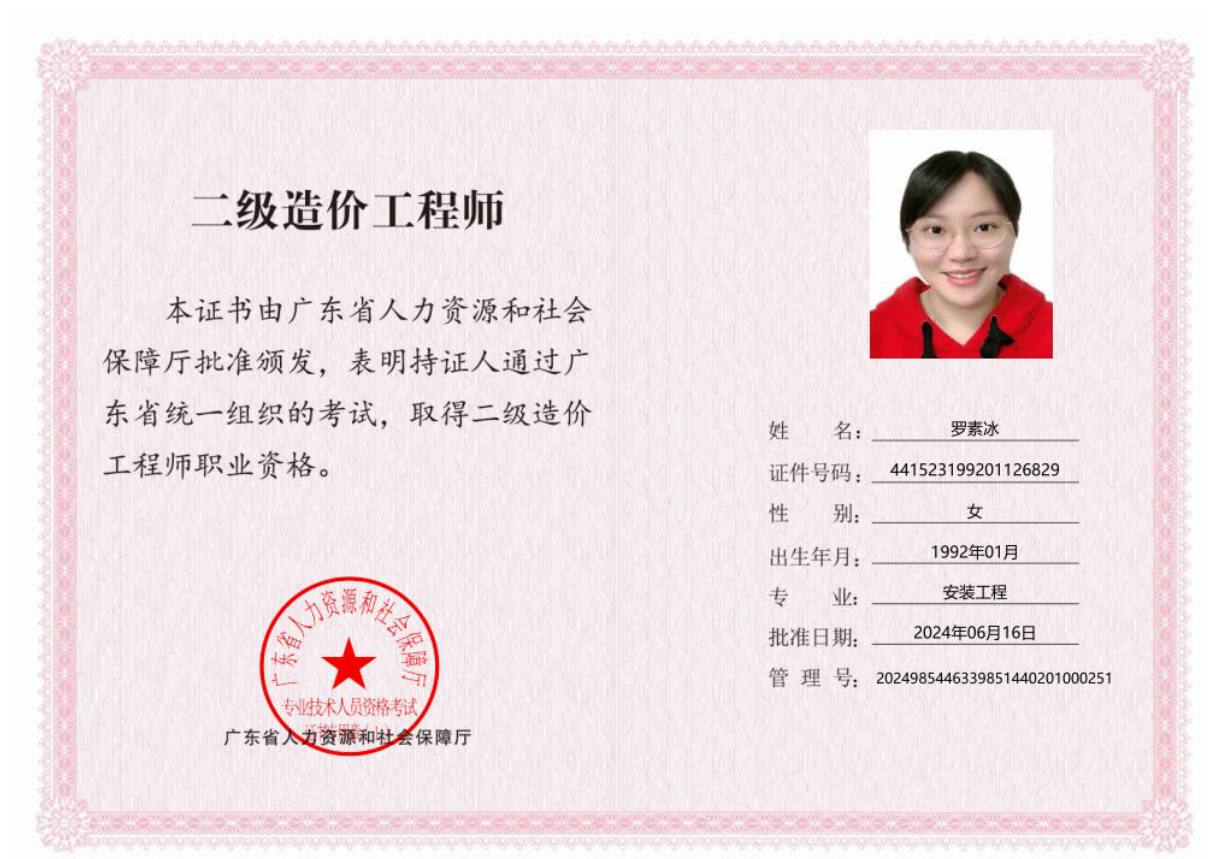 二级造价工程师
本证书由广东省人力资源和社会
保障厅批准颁发，表明持证人通过广
东省统一组织的考试，取得二级造价
工程师职业资格。
广东省人力资源和社会保障厅
专业技术人员资格考试
广东省人力资源和社会保障厅
姓 名：罗素冰
证件号码：441523199201126829
性 别：女
出生年月：1992年01月
专 业：安装工程
批准日期：2024年06月16日
管 理 号：20249854463398514402​01000251